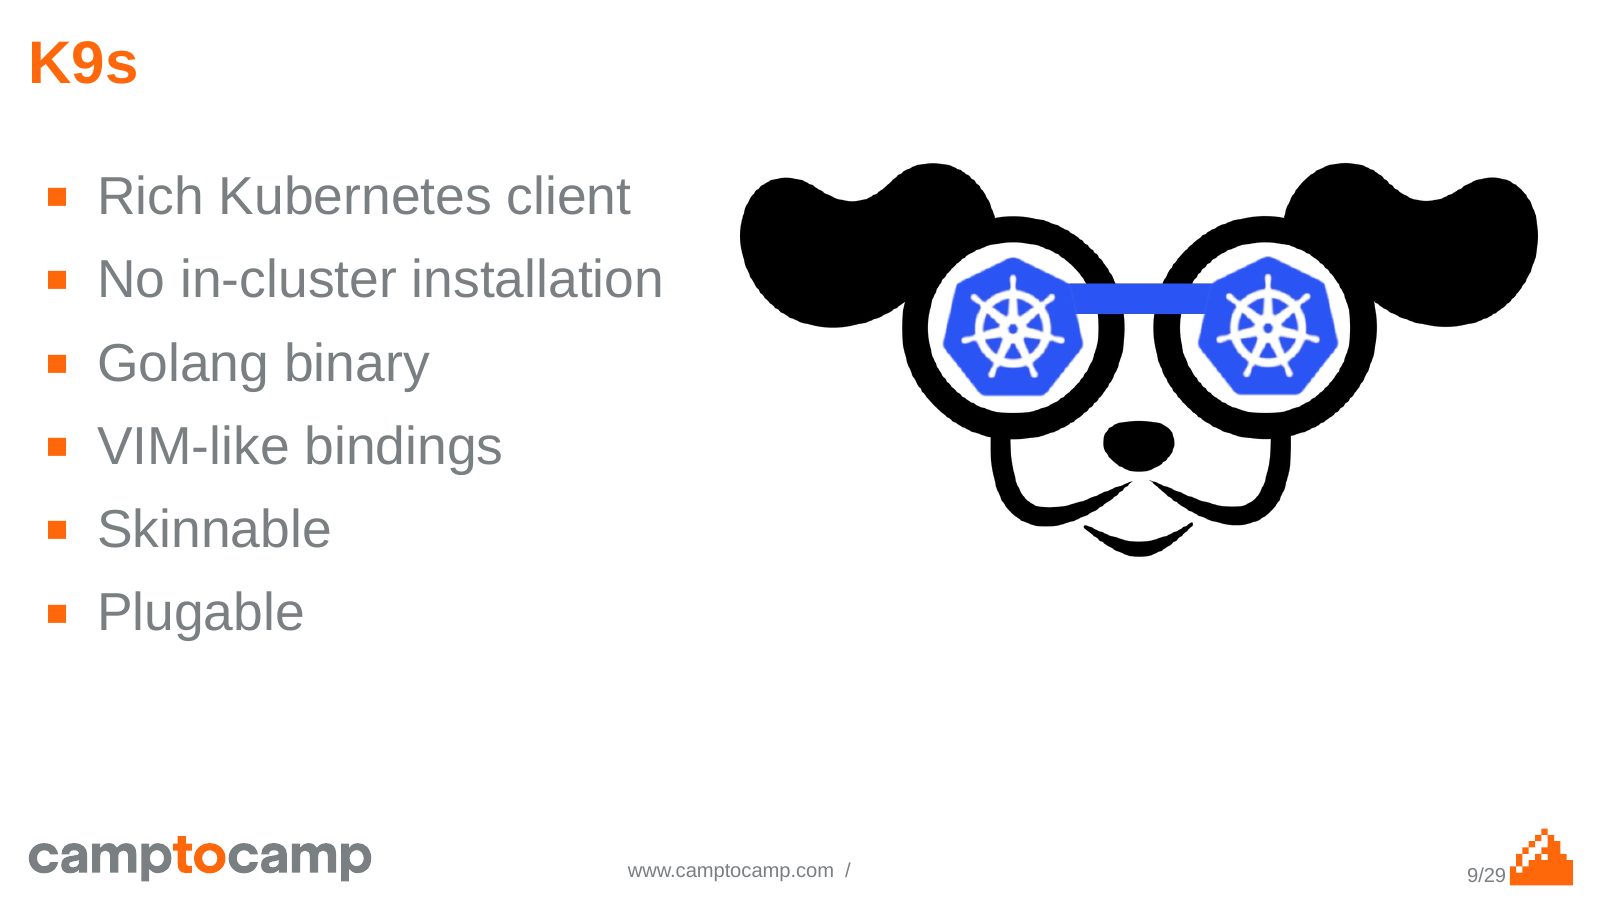 K9s
Rich Kubernetes client
No in-cluster installation
Golang binary
VIM-like bindings
Skinnable
Plugable
camptocamp
www.camptocamp.com /
9/29